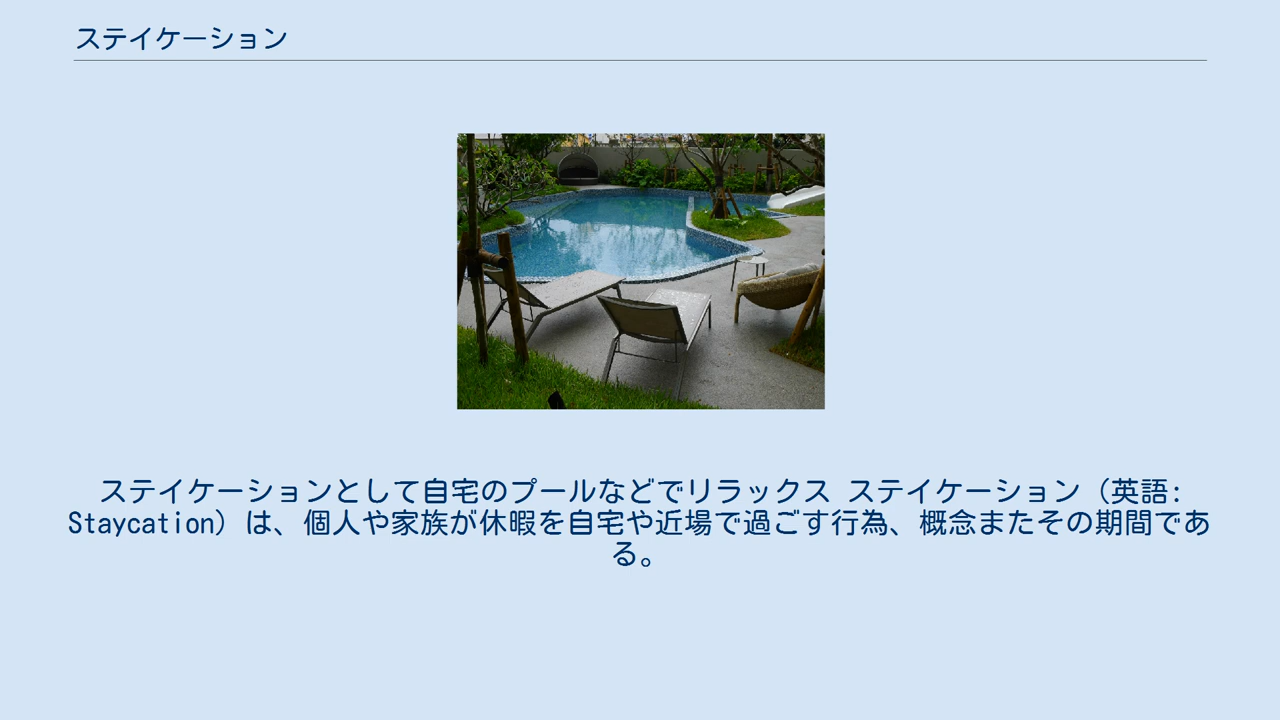 ステイケーション
ステイケーションとして自宅のプールなどでリラックス ステイケーション（英語:
Staycation）は、個人や家族が休暇を自宅や近場で過ごす行為、概念またその期間であ
る。